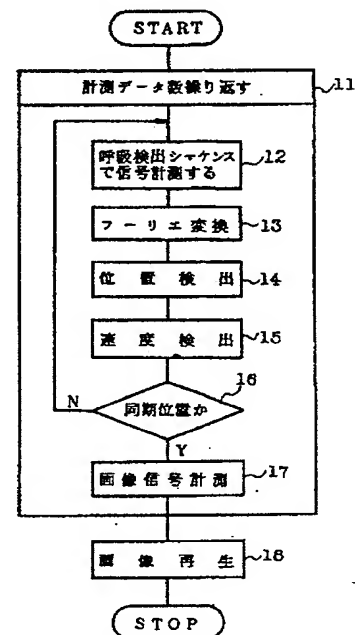 START
計測データ数繰り返す 11
呼吸検出シーケンス
で信号計測する 12
フーリエ変換 13
位置検出 14
速度検出 15
同期位置か 16
N
Y
画像信号計測 17
画像再生 18
STOP